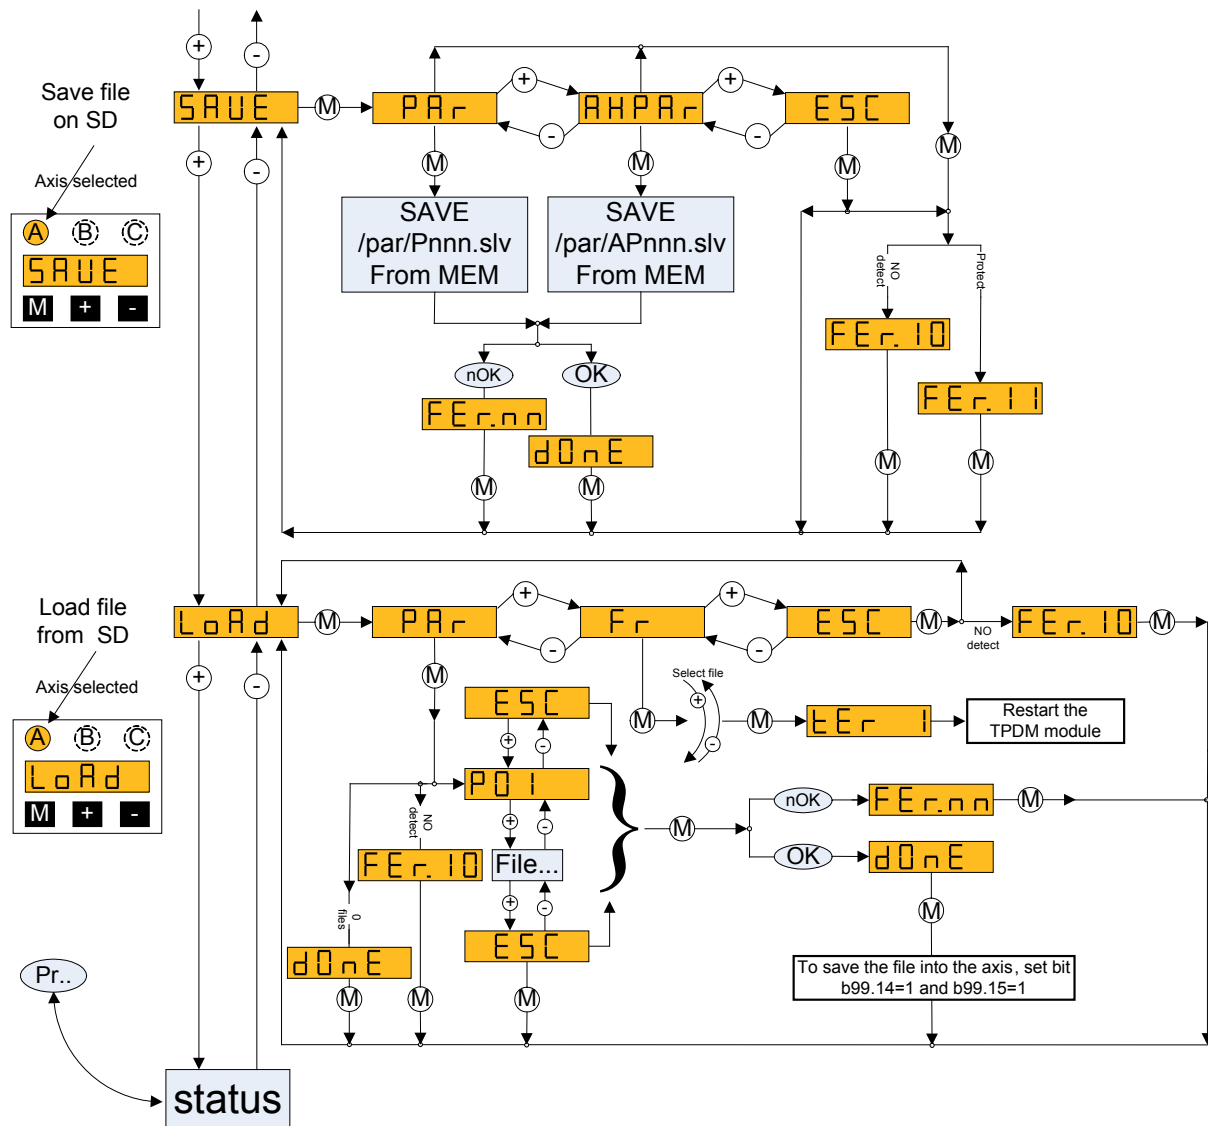 +
-
Save file
on SD
SAVE
M
PAr
+
-
AHPAr
+
-
ESC
M
M
M
M
+
-
Axis selected
A B C
SAVE
M + -
SAVE
/par/Pnnn.slv
From MEM
SAVE
/par/APnnn.slv
From MEM
NO
detect
Protect
FEr.10
nOK
OK
FEr.nn
FEr.11
dOnE
M
M
M
M
Load file
from SD
LoAd
M
PAr
+
-
Fr
+
-
ESC
M
NO
detect
FEr.10
M
Axis selected
+
-
M
Select file
+
-
M
M
tEr 1
Restart the
TPDM module
A B C
LoAd
M + -
ESC
+
-
P01
NO
detect
+
-
File...
+
-
ESC
FEr.10
M
nOK
FEr.nn
M
OK
dOnE
M
0
files
dOnE
To save the file into the axis, set bit
b99.14=1 and b99.15=1
M
M
M
Pr..
status